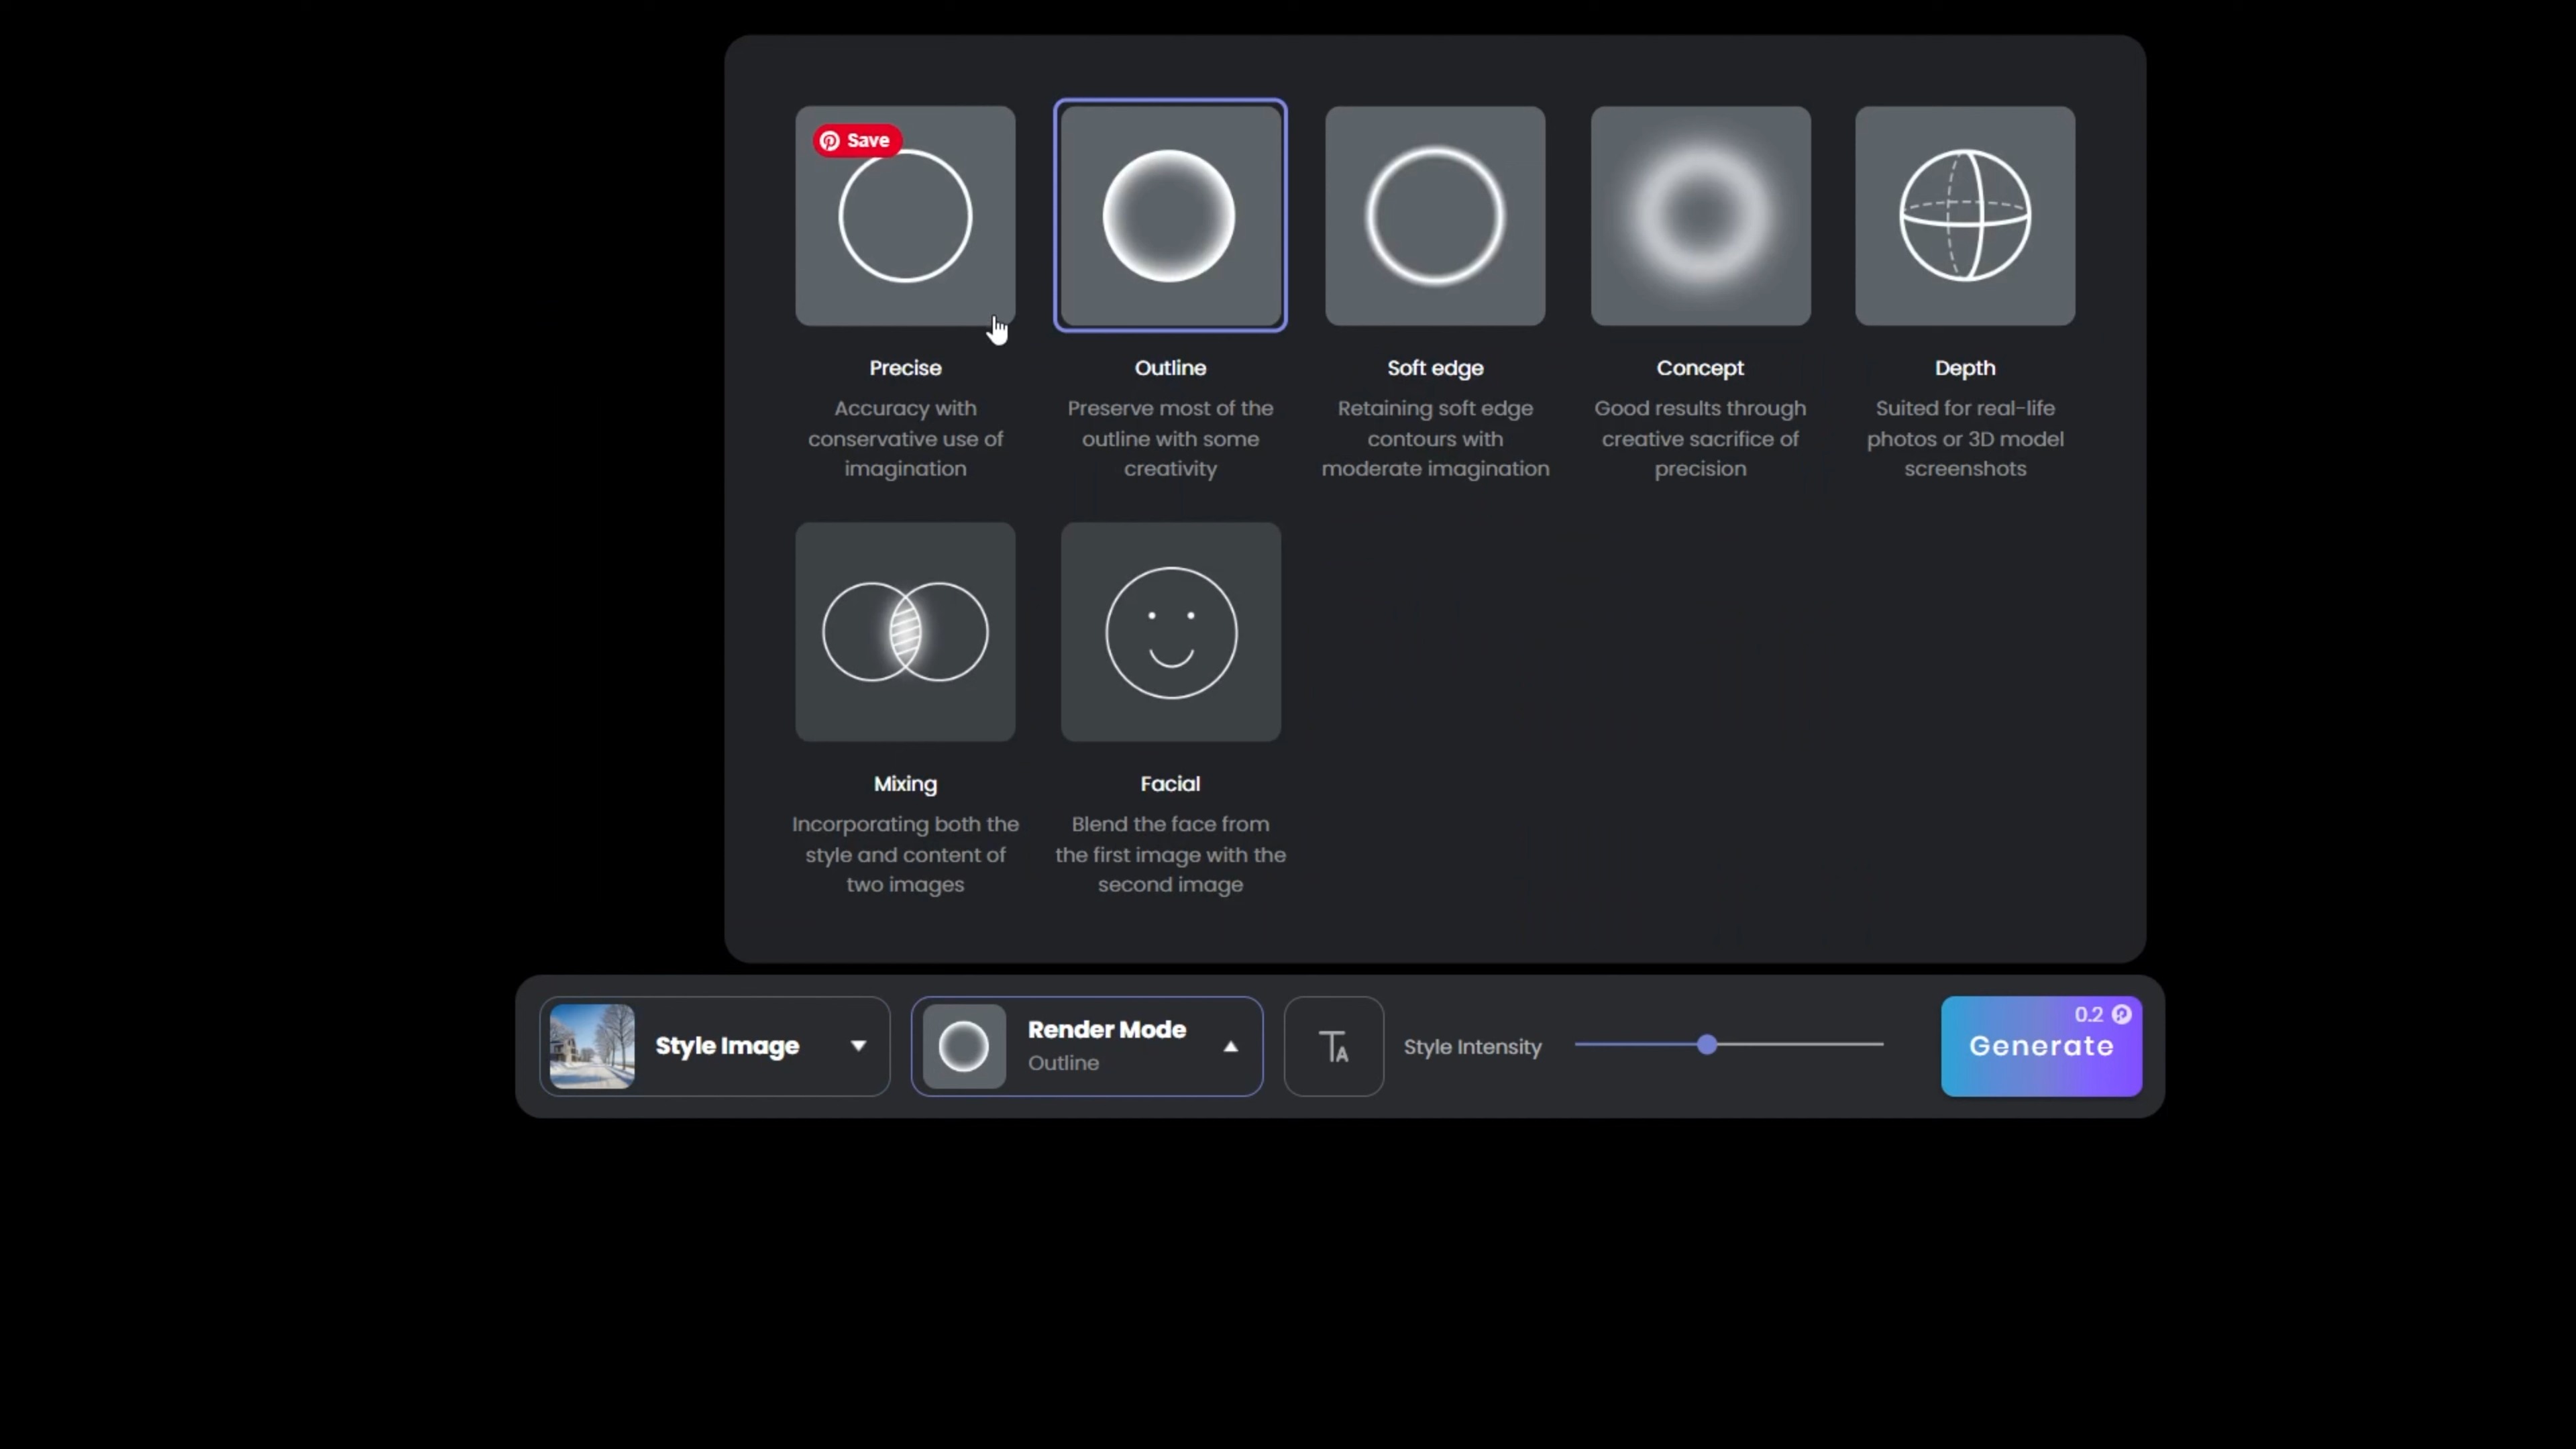 Save
Precise
Accuracy with
conservative use of
imagination
Outline
Preserve most of the
outline with some
creativity
Soft edge
Retaining soft edge
contours with
moderate imagination
Concept
Good results through
creative sacrifice of
precision
Depth
Suited for real-life
photos or 3D model
screenshots
Mixing
Incorporating both the
style and content of
two images
Facial
Blend the face from
the first image with the
second image
Style Image
Render Mode
Outline
TA
Style Intensity
0.2
Generate